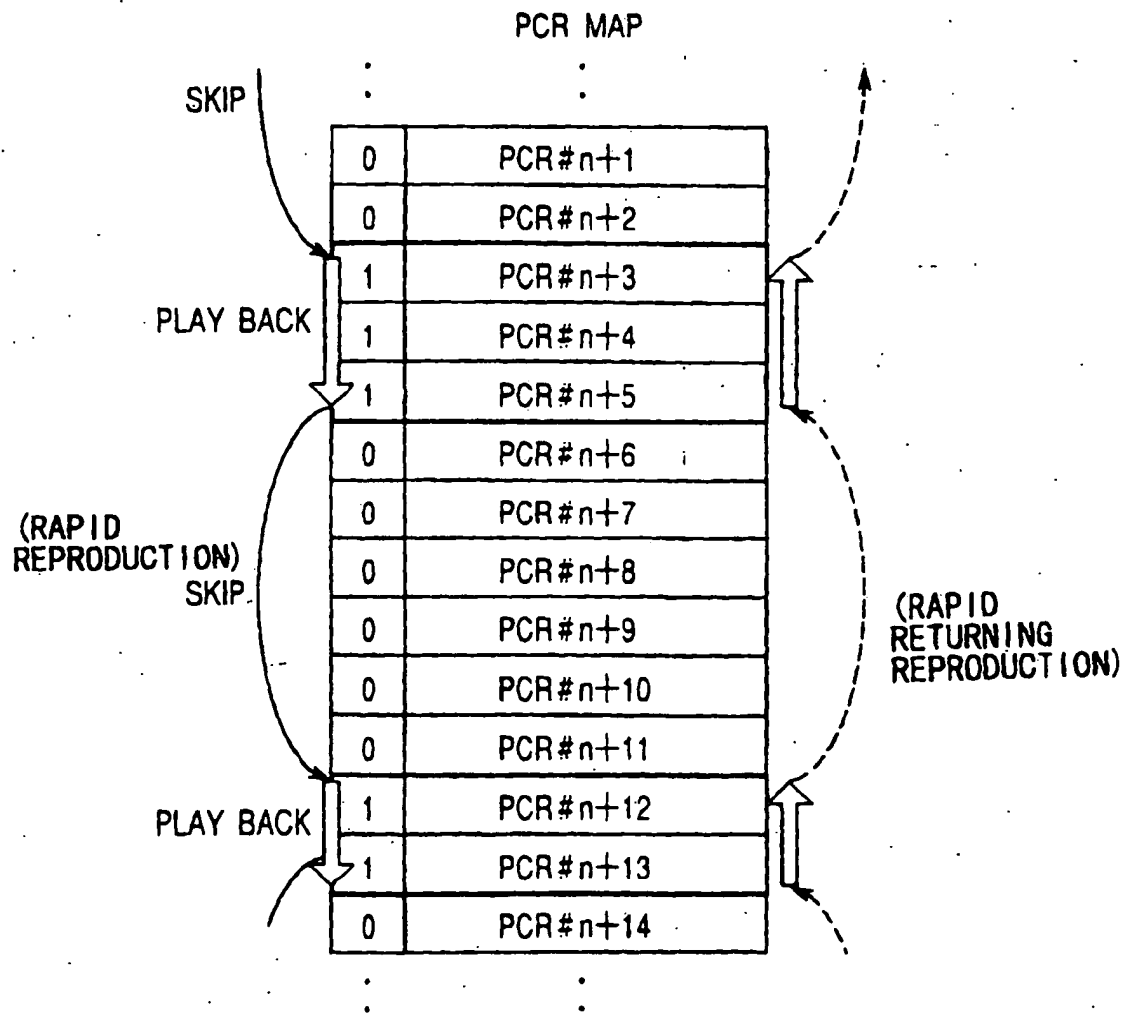 PCR MAP
SKIP
0 PCR#n+1
0 PCR#n+2
1 PCR#n+3
PLAY BACK
1 PCR#n+4
1 PCR#n+5
0 PCR#n+6
0 PCR#n+7
(RAPID
REPRODUCTION)
0 PCR#n+8
SKIP
0 PCR#n+9
(RAPID
RETURNING
REPRODUCTION)
0 PCR#n+10
0 PCR#n+11
1 PCR#n+12
PLAY BACK
1 PCR#n+13
0 PCR#n+14